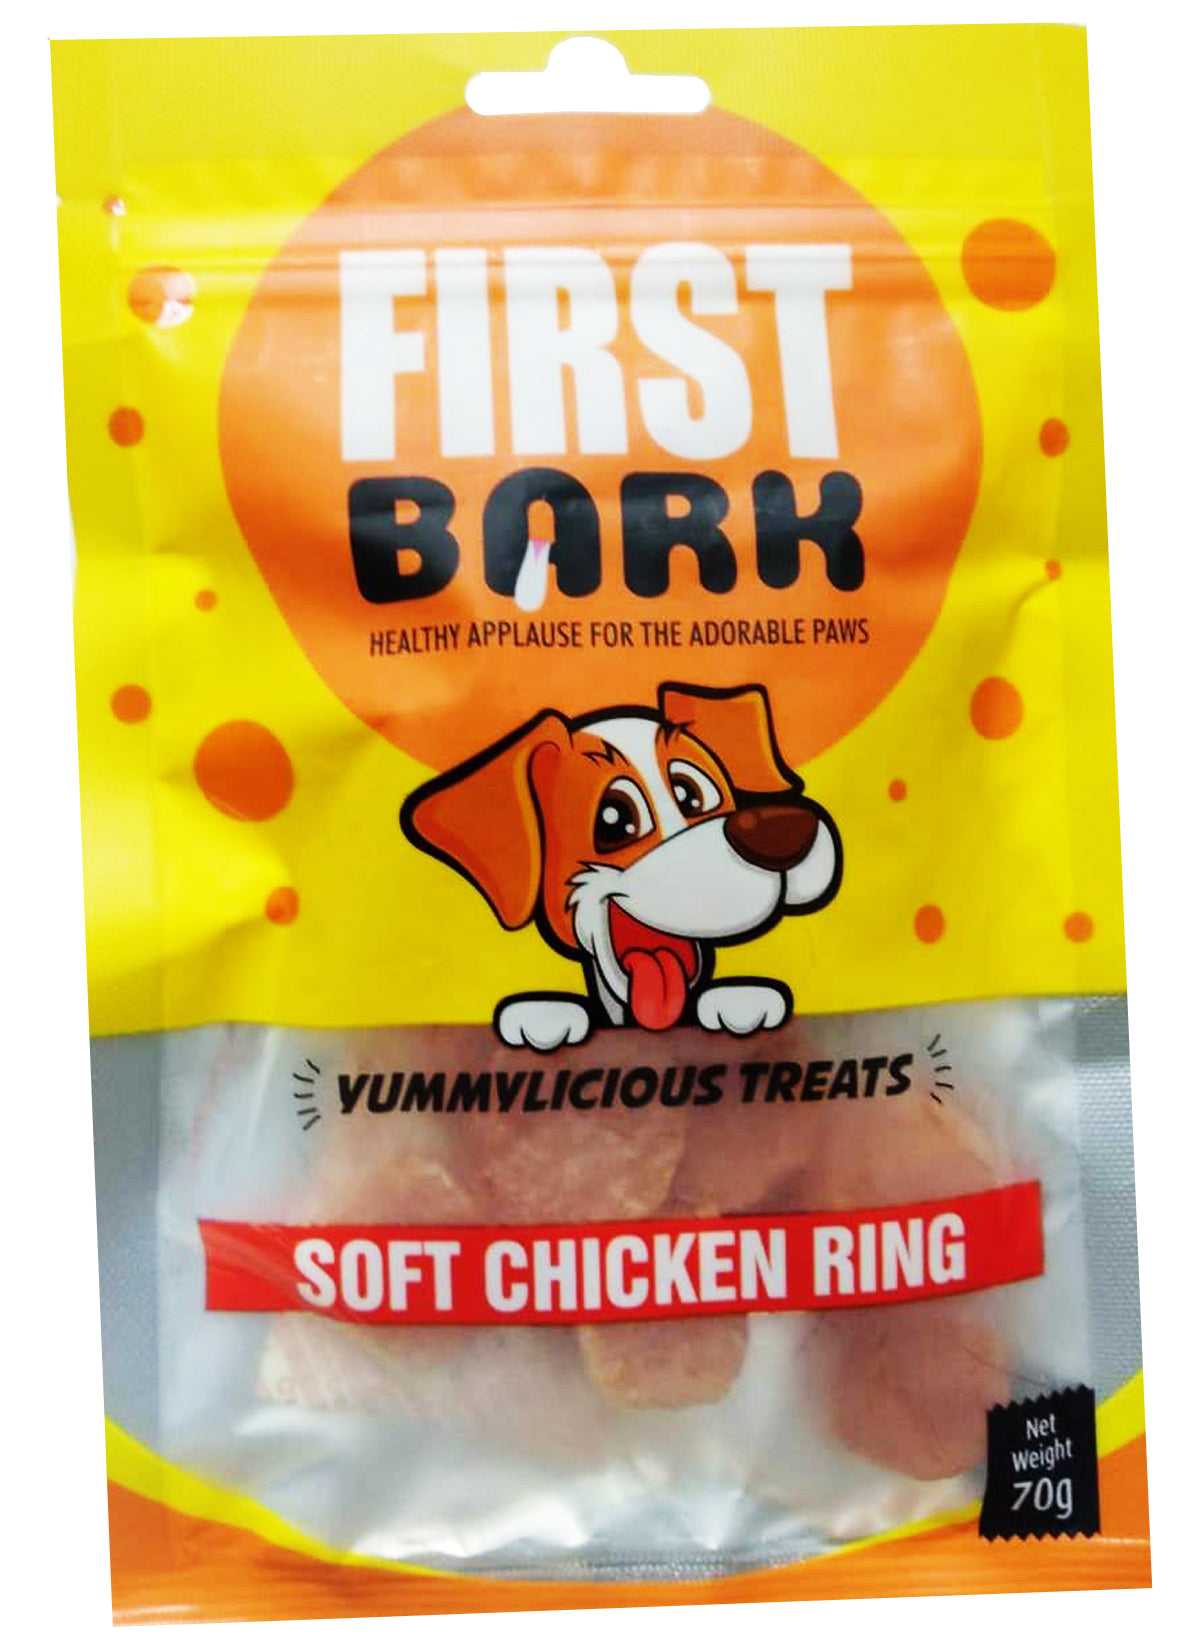 FIRST
BARK
HEALTHY APPLAUSE FOR THE ADORABLE PAWS
YUMMYLICIOUS TREATS
SOFT CHICKEN RING
Net
Weight
70g